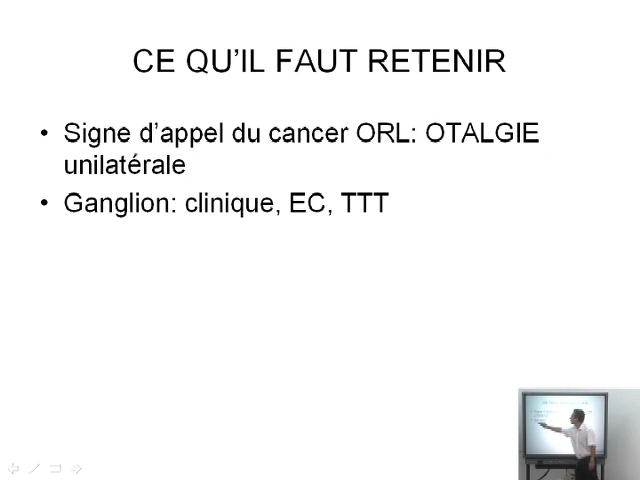 CE QU'IL FAUT RETENIR
• Signe d'appel du cancer ORL: OTALGIE
unilatérale
• Ganglion: clinique, EC, TTT